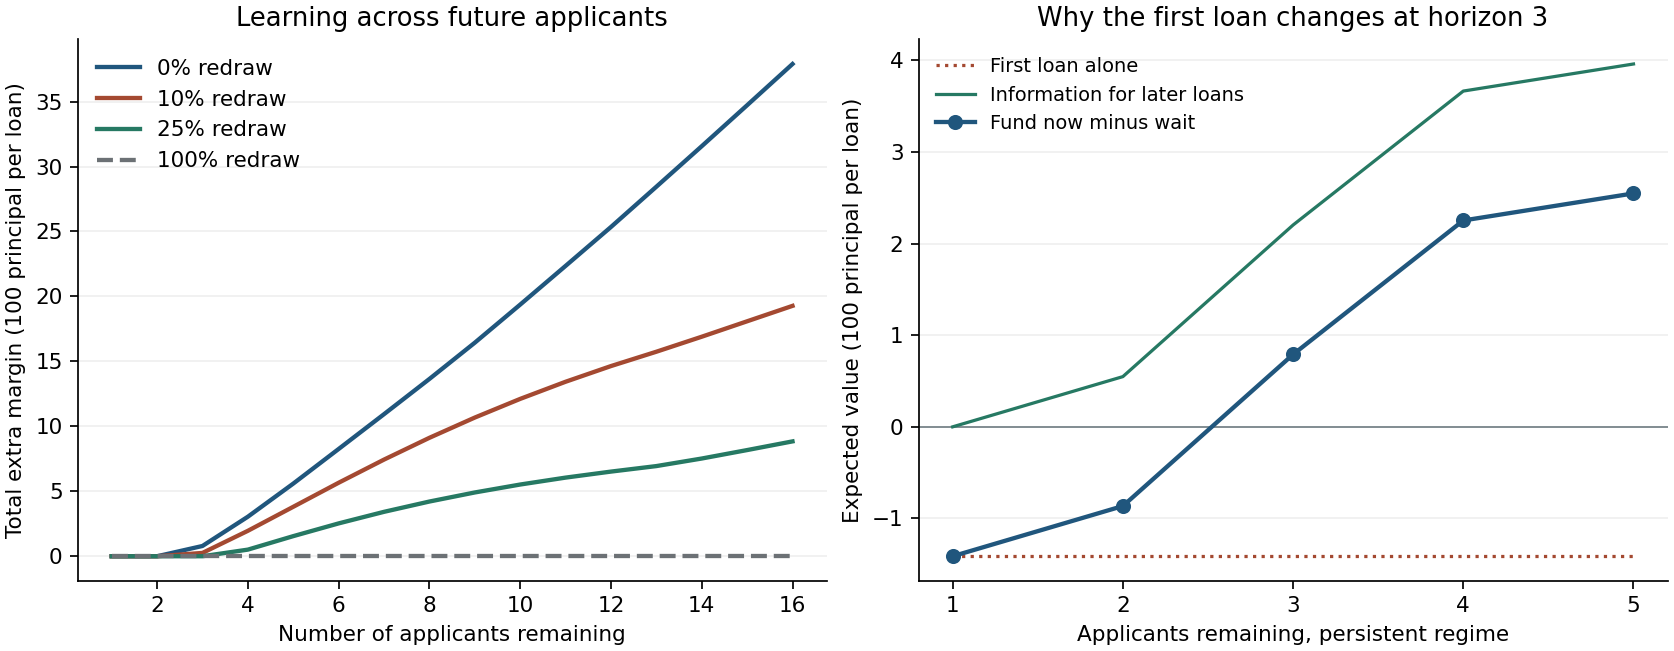 Learning across future applicants
Total extra margin (100 principal per loan)
0% redraw
10% redraw
25% redraw
100% redraw
35
30
25
20
15
10
5
0
2 4 6 8 10 12 14 16
Number of applicants remaining
Why the first loan changes at horizon 3
Expected value (100 principal per loan)
First loan alone
Information for later loans
Fund now minus wait
4
3
2
1
0
−1
1 2 3 4 5
Applicants remaining, persistent regime